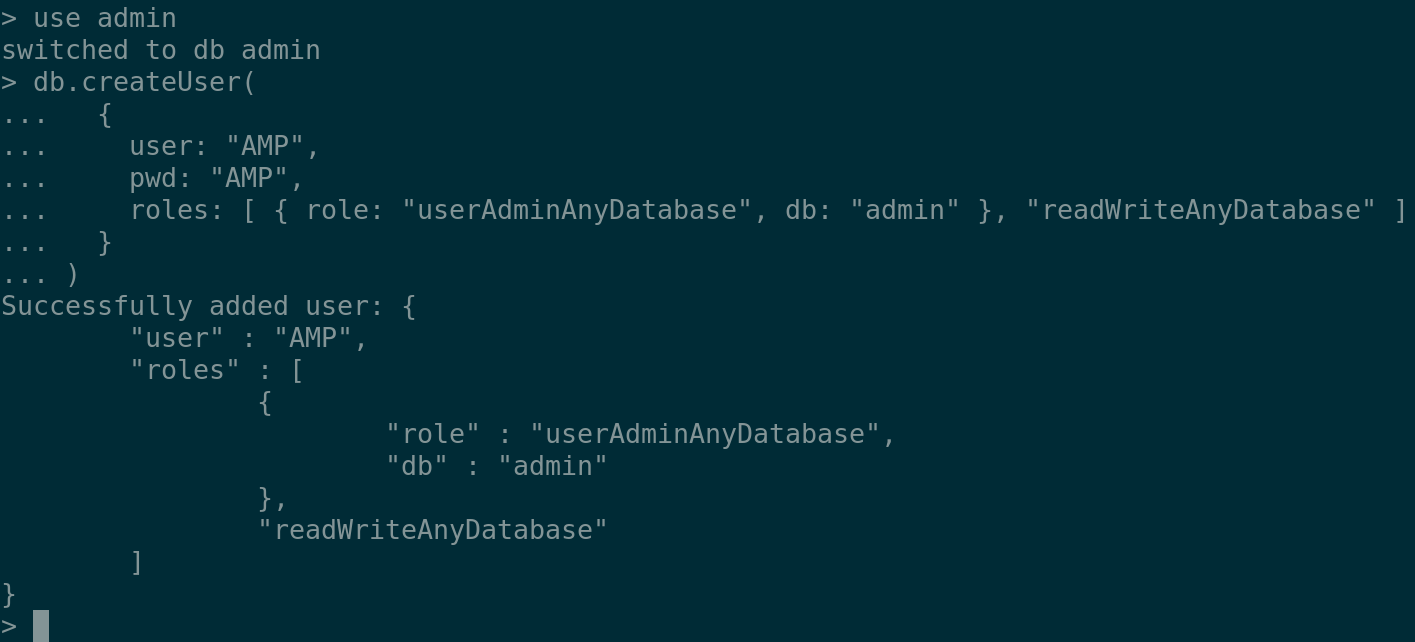 > use admin
switched to db admin
> db.createUser(
...   {
...     user: "AMP",
...     pwd: "AMP",
...     roles: [ { role: "userAdminAnyDatabase", db: "admin" }, "readWriteAnyDatabase" ]
...   }
... )
Successfully added user: {
        "user" : "AMP",
        "roles" : [
                {
                        "role" : "userAdminAnyDatabase",
                        "db" : "admin"
                },
                "readWriteAnyDatabase"
        ]
}
>